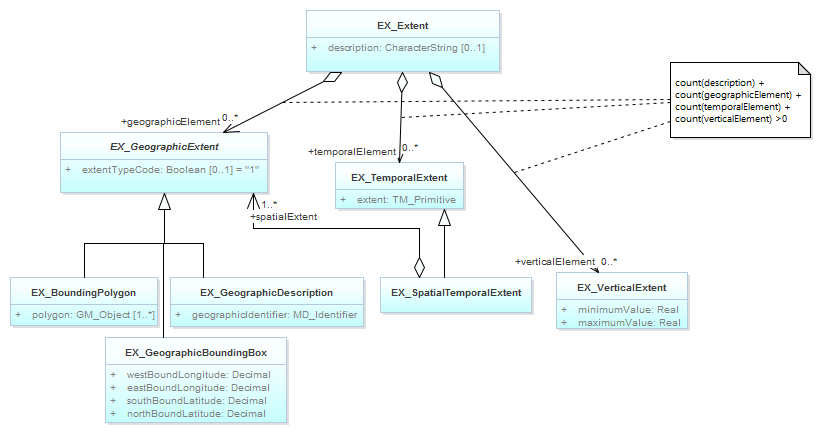 EX_Extent
+ description: CharacterString [0..1]
count(description) +
count(geographicElement) +
count(temporalElement) +
count(verticalElement) >0
+geographicElement 0..*
EX_GeographicExtent
+ extentTypeCode: Boolean [0..1] = "1"
+temporalElement 0..*
EX_TemporalExtent
+ extent: TM_Primitive
1..*
+spatialExtent
+verticalElement 0..*
EX_BoundingPolygon
+ polygon: GM_Object [1..*]
EX_GeographicDescription
+ geographicIdentifier: MD_Identifier
EX_SpatialTemporalExtent
EX_VerticalExtent
+ minimumValue: Real
+ maximumValue: Real
EX_GeographicBoundingBox
+ westBoundLongitude: Decimal
+ eastBoundLongitude: Decimal
+ southBoundLatitude: Decimal
+ northBoundLatitude: Decimal